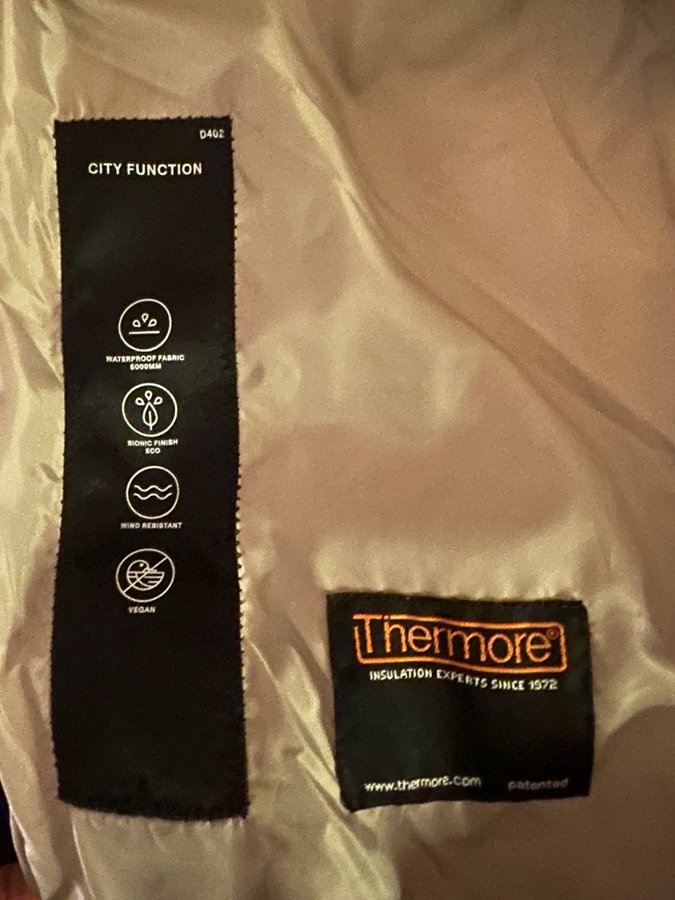 D402
CITY FUNCTION
WATERPROOF FABRIC
5000MM
BIONIC FINISH
ECO
WIND RESISTANT
VEGAN
Thermore®
INSULATION EXPERTS SINCE 1972
www.thermore.com patented